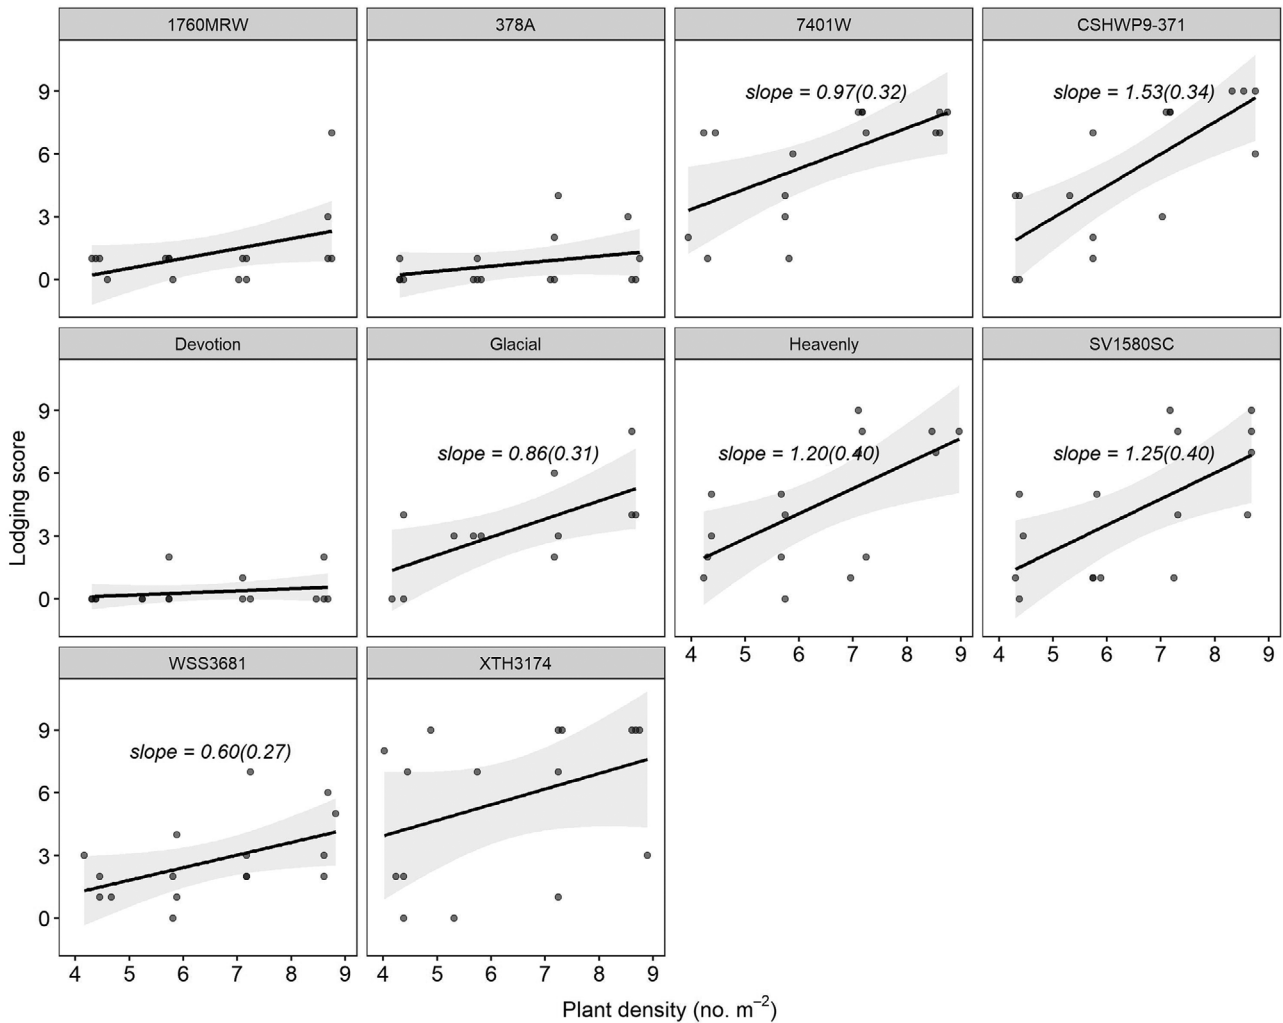 1760MRW 378A 7401W CSHWP9-371
slope = 0.97(0.32) slope = 1.53(0.34)
9
6
3
0
Devotion Glacial Heavenly SV1580SC
slope = 0.86(0.31) slope = 1.20(0.40) slope = 1.25(0.40)
9
6
3
0
4 5 6 7 8 9 4 5 6 7 8 9
WSS3681 XTH3174
slope = 0.60(0.27)
9
6
3
0
4 5 6 7 8 9 4 5 6 7 8 9
Lodging score
Plant density (no. m⁻²)